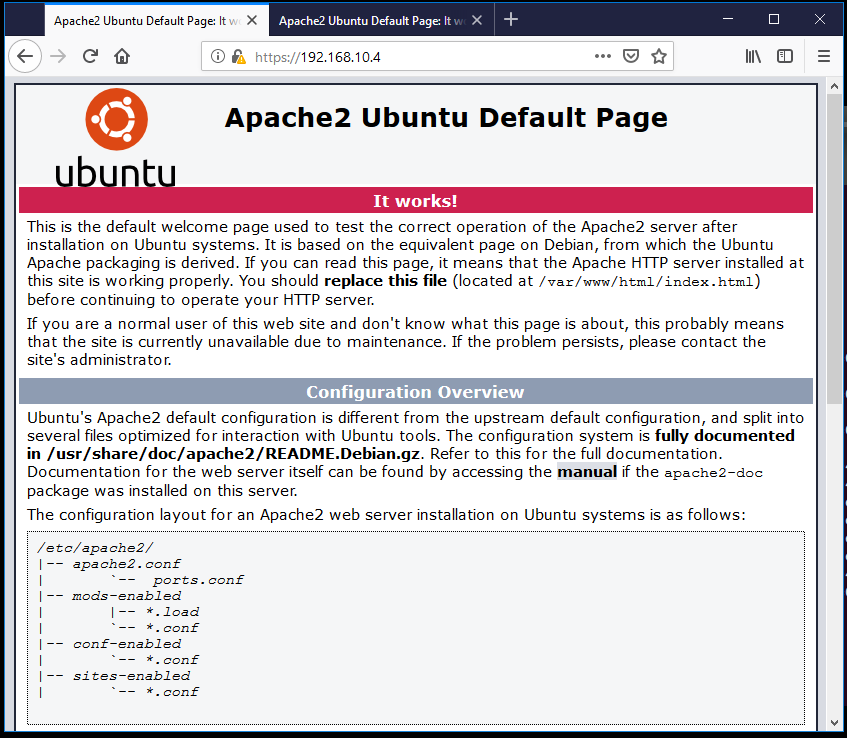 Apache2 Ubuntu Default Page: It w
Apache2 Ubuntu Default Page: It w
https://192.168.10.4
ubuntu
Apache2 Ubuntu Default Page
It works!
This is the default welcome page used to test the correct operation of the Apache2 server after
installation on Ubuntu systems. It is based on the equivalent page on Debian, from which the Ubuntu
Apache packaging is derived. If you can read this page, it means that the Apache HTTP server installed at
this site is working properly. You should replace this file (located at /var/www/html/index.html)
before continuing to operate your HTTP server.
If you are a normal user of this web site and don't know what this page is about, this probably means
that the site is currently unavailable due to maintenance. If the problem persists, please contact the
site's administrator.
Configuration Overview
Ubuntu's Apache2 default configuration is different from the upstream default configuration, and split into
several files optimized for interaction with Ubuntu tools. The configuration system is fully documented
in /usr/share/doc/apache2/README.Debian.gz. Refer to this for the full documentation.
Documentation for the web server itself can be found by accessing the manual if the apache2-doc
package was installed on this server.
The configuration layout for an Apache2 web server installation on Ubuntu systems is as follows:
/etc/apache2/
|-- apache2.conf
|       `--  ports.conf
|-- mods-enabled
|       |-- *.load
|       `-- *.conf
|-- conf-enabled
|       `-- *.conf
|-- sites-enabled
|       `-- *.conf